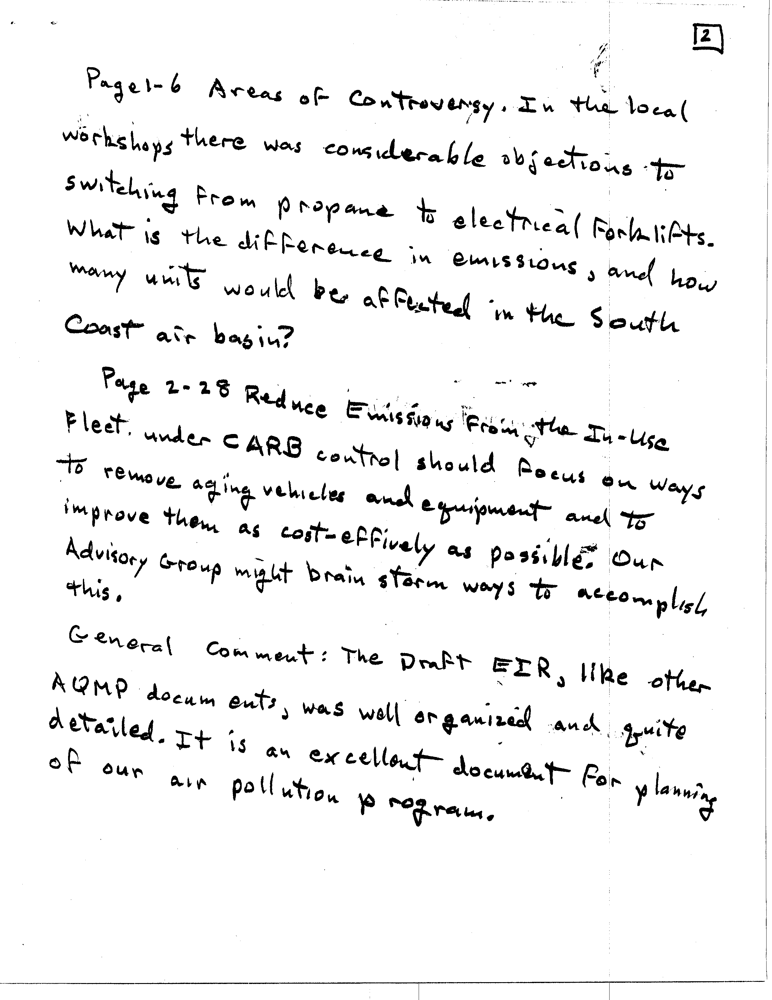 2
Page 1-6 Areas of Controversy. In the local
workshops there was considerable objections to
switching from propane to electrical Forklifts.
What is the difference in emissions, and how
many units would be affected in the South
Coast air basin?
Page 2-28 Reduce Emissions From the In-Use
Fleet. under CARB control should focus on ways
to remove aging vehicles and equipment and to
improve them as cost-effively as possible. Our
Advisory Group might brain storm ways to accomplish
this.
General Comment: The Draft EIR, like other
AQMP documents, was well organized and quite
detailed. It is an excellent document for planning
of our air pollution program.